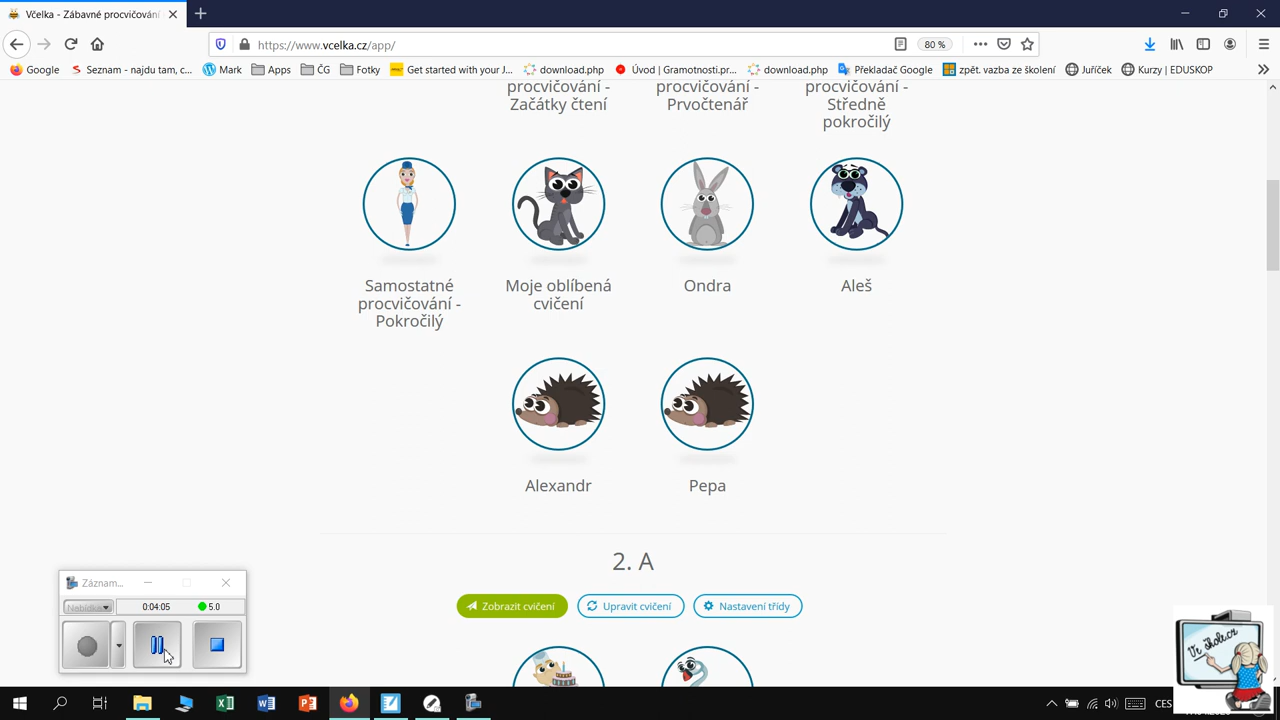 Včelka - Zábavné procvičování
https://www.vcelka.cz/app/
80 %
Google
Seznam - najdu tam, c...
Mark
Apps
ČG
Fotky
Get started with your J...
download.php
Úvod | Gramotnosti.pr...
download.php
Překladač Google
zpět. vazba ze školení
Juříček
Kurzy | EDUSKOP
procvičování -
Začátky čtení
procvičování -
Prvočtenář
procvičování -
Středně
pokročilý
Samostatné
procvičování -
Pokročilý
Moje oblíbená
cvičení
Ondra
Aleš
Alexandr
Pepa
2. A
Zobrazit cvičení
Upravit cvičení
Nastavení třídy
Záznam...
Nabídka
0:04:05
5.0
Ve škole.cz
CES